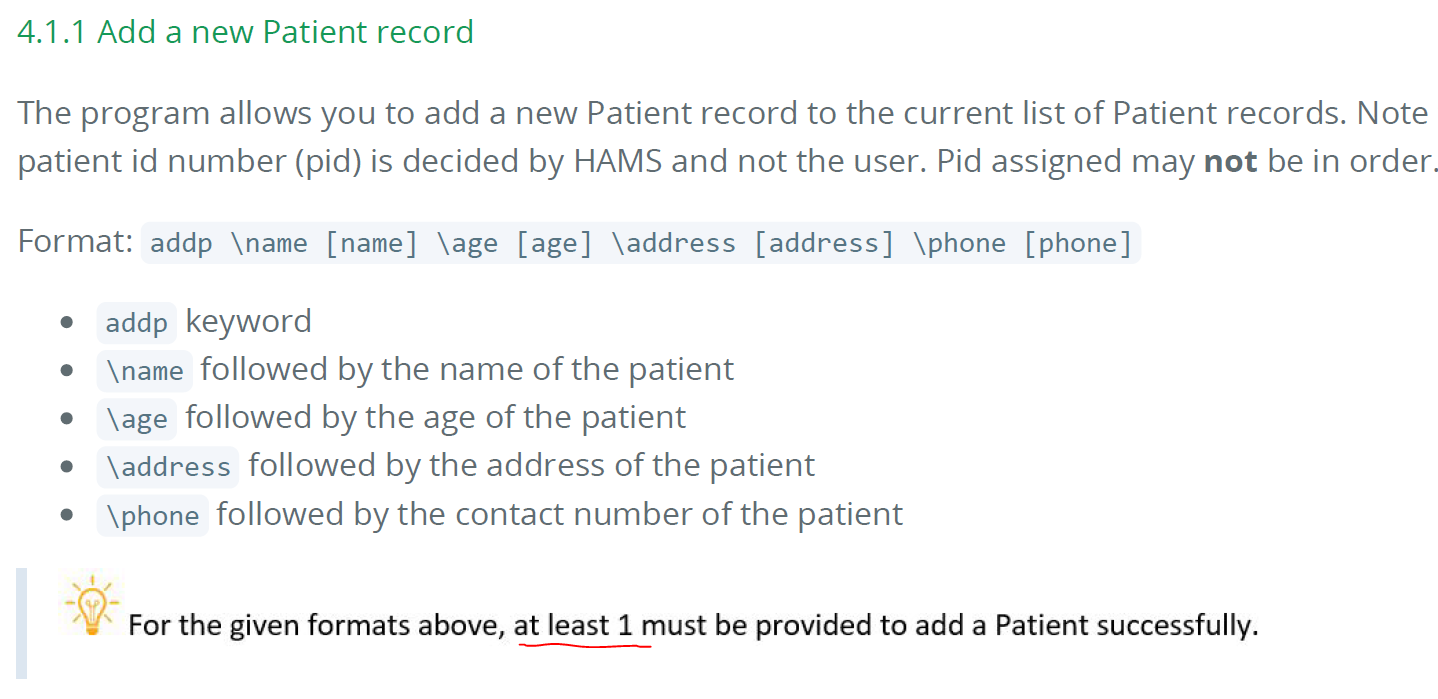 4.1.1 Add a new Patient record
The program allows you to add a new Patient record to the current list of Patient records. Note
patient id number (pid) is decided by HAMS and not the user. Pid assigned may not be in order.
Format: addp \name [name] \age [age] \address [address] \phone [phone]
addp keyword
\name followed by the name of the patient
\age followed by the age of the patient
\address followed by the address of the patient
\phone followed by the contact number of the patient
For the given formats above, at least 1 must be provided to add a Patient successfully.